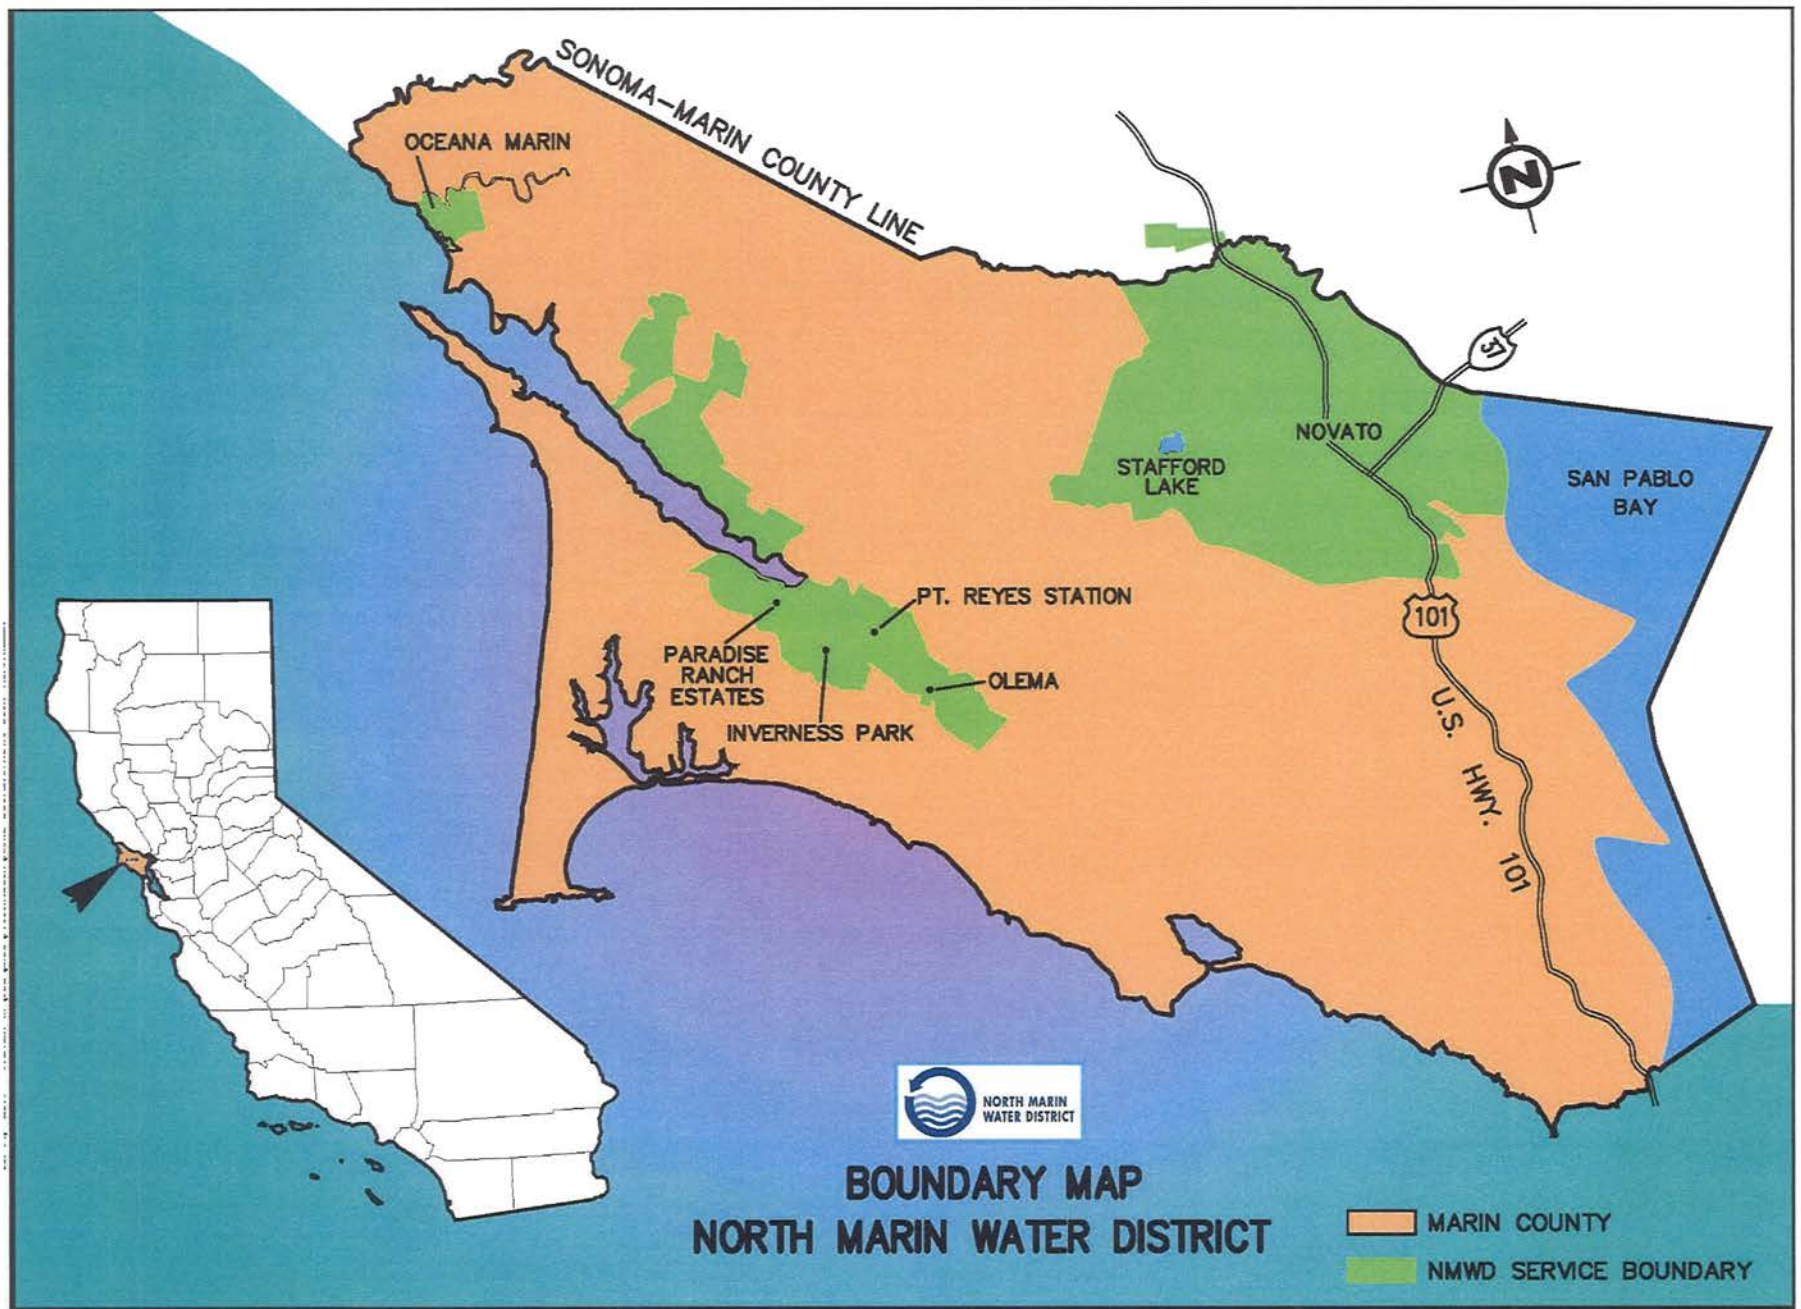 SONOMA-MARIN COUNTY LINE
OCEANA MARIN
N
37
NOVATO
STAFFORD
LAKE
SAN PABLO
BAY
PT. REYES STATION
101
PARADISE
RANCH
ESTATES
OLEMA
INVERNESS PARK
U.S. HWY. 101
NORTH MARIN
WATER DISTRICT
BOUNDARY MAP
NORTH MARIN WATER DISTRICT
MARIN COUNTY
NMWD SERVICE BOUNDARY